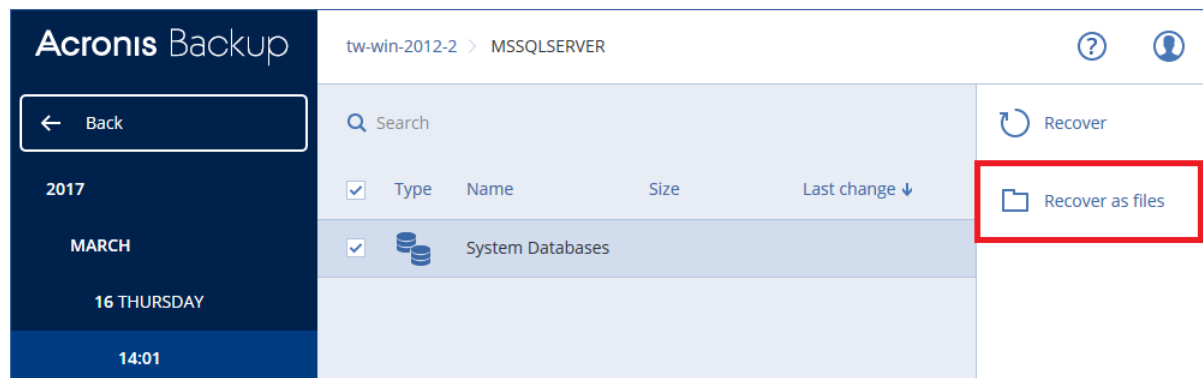 Acronis Backup
tw-win-2012-2 > MSSQLSERVER
?
← Back
Search
Recover
2017
Type Name Size Last change ↓
Recover as files
MARCH
System Databases
16 THURSDAY
14:01